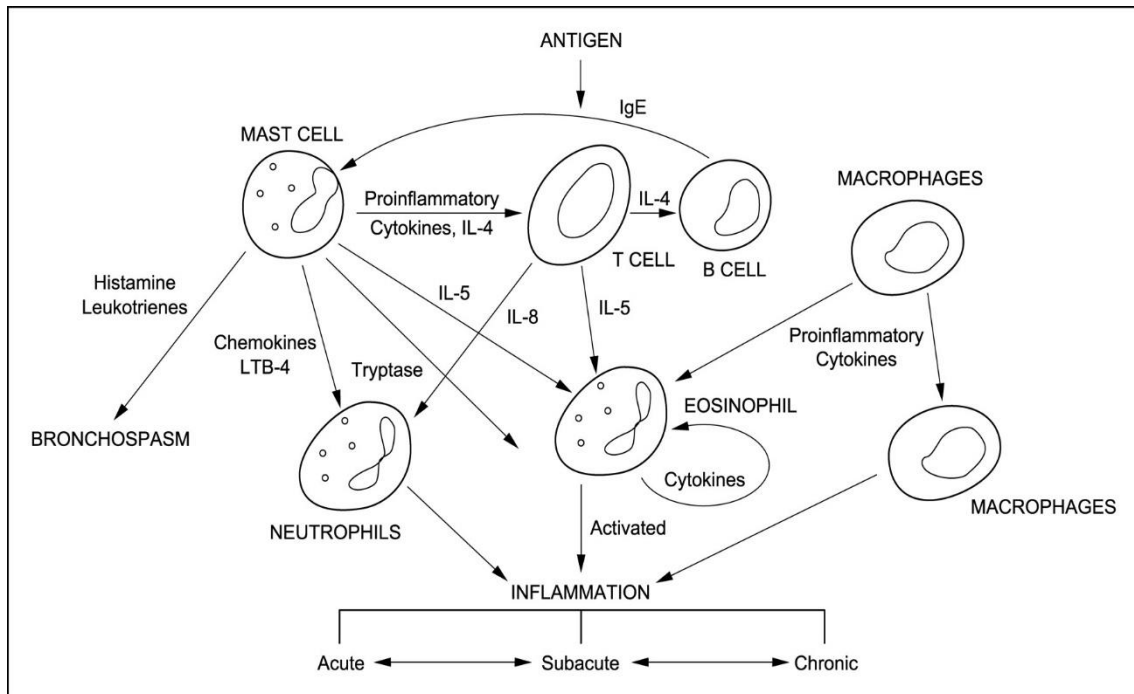 ANTIGEN
IgE
MAST CELL
MACROPHAGES
Proinflammatory
Cytokines, IL-4
IL-4
T CELL
B CELL
Histamine
Leukotrienes
IL-5
IL-8
IL-5
Chemokines
LTB-4
Tryptase
Proinflammatory
Cytokines
EOSINOPHIL
BRONCHOSPASM
Cytokines
NEUTROPHILS
Activated
MACROPHAGES
INFLAMMATION
Acute
Subacute
Chronic